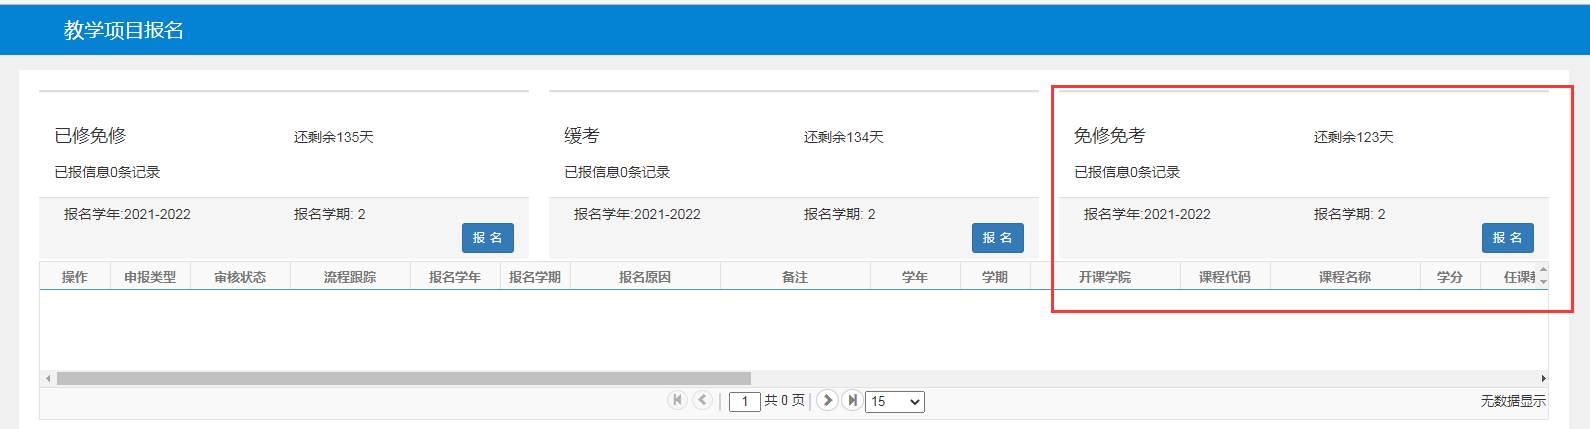 教学项目报名
已修免修 还剩余135天
已报信息0条记录
报名学年:2021-2022 报名学期: 2
报 名
缓考 还剩余134天
已报信息0条记录
报名学年:2021-2022 报名学期: 2
报 名
免修免考 还剩余123天
已报信息0条记录
报名学年:2021-2022 报名学期: 2
报 名
操作 申报类型 审核状态 流程跟踪 报名学年 报名学期 报名原因 备注 学年 学期 开课学院 课程代码 课程名称 学分 任课
1 共 0 页 15 无数据显示